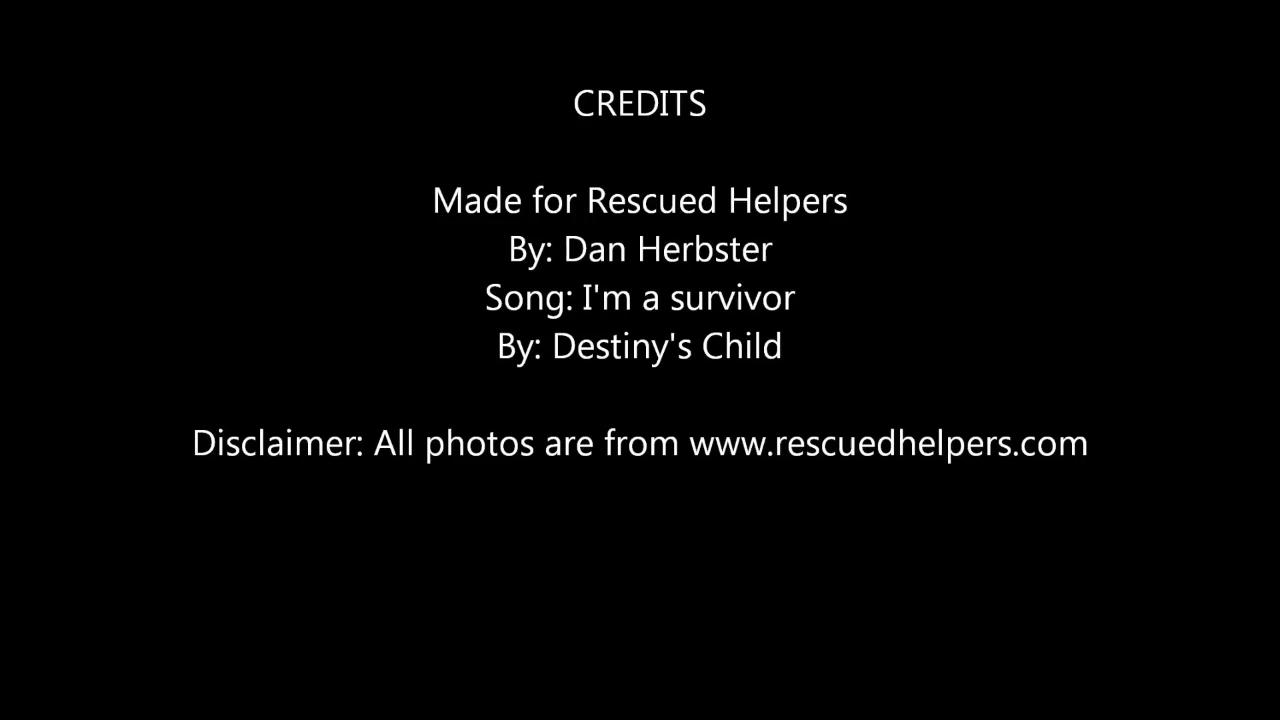 CREDITS
Made for Rescued Helpers
By: Dan Herbster
Song: I'm a survivor
By: Destiny's Child
Disclaimer: All photos are from www.rescuedhelpers.com